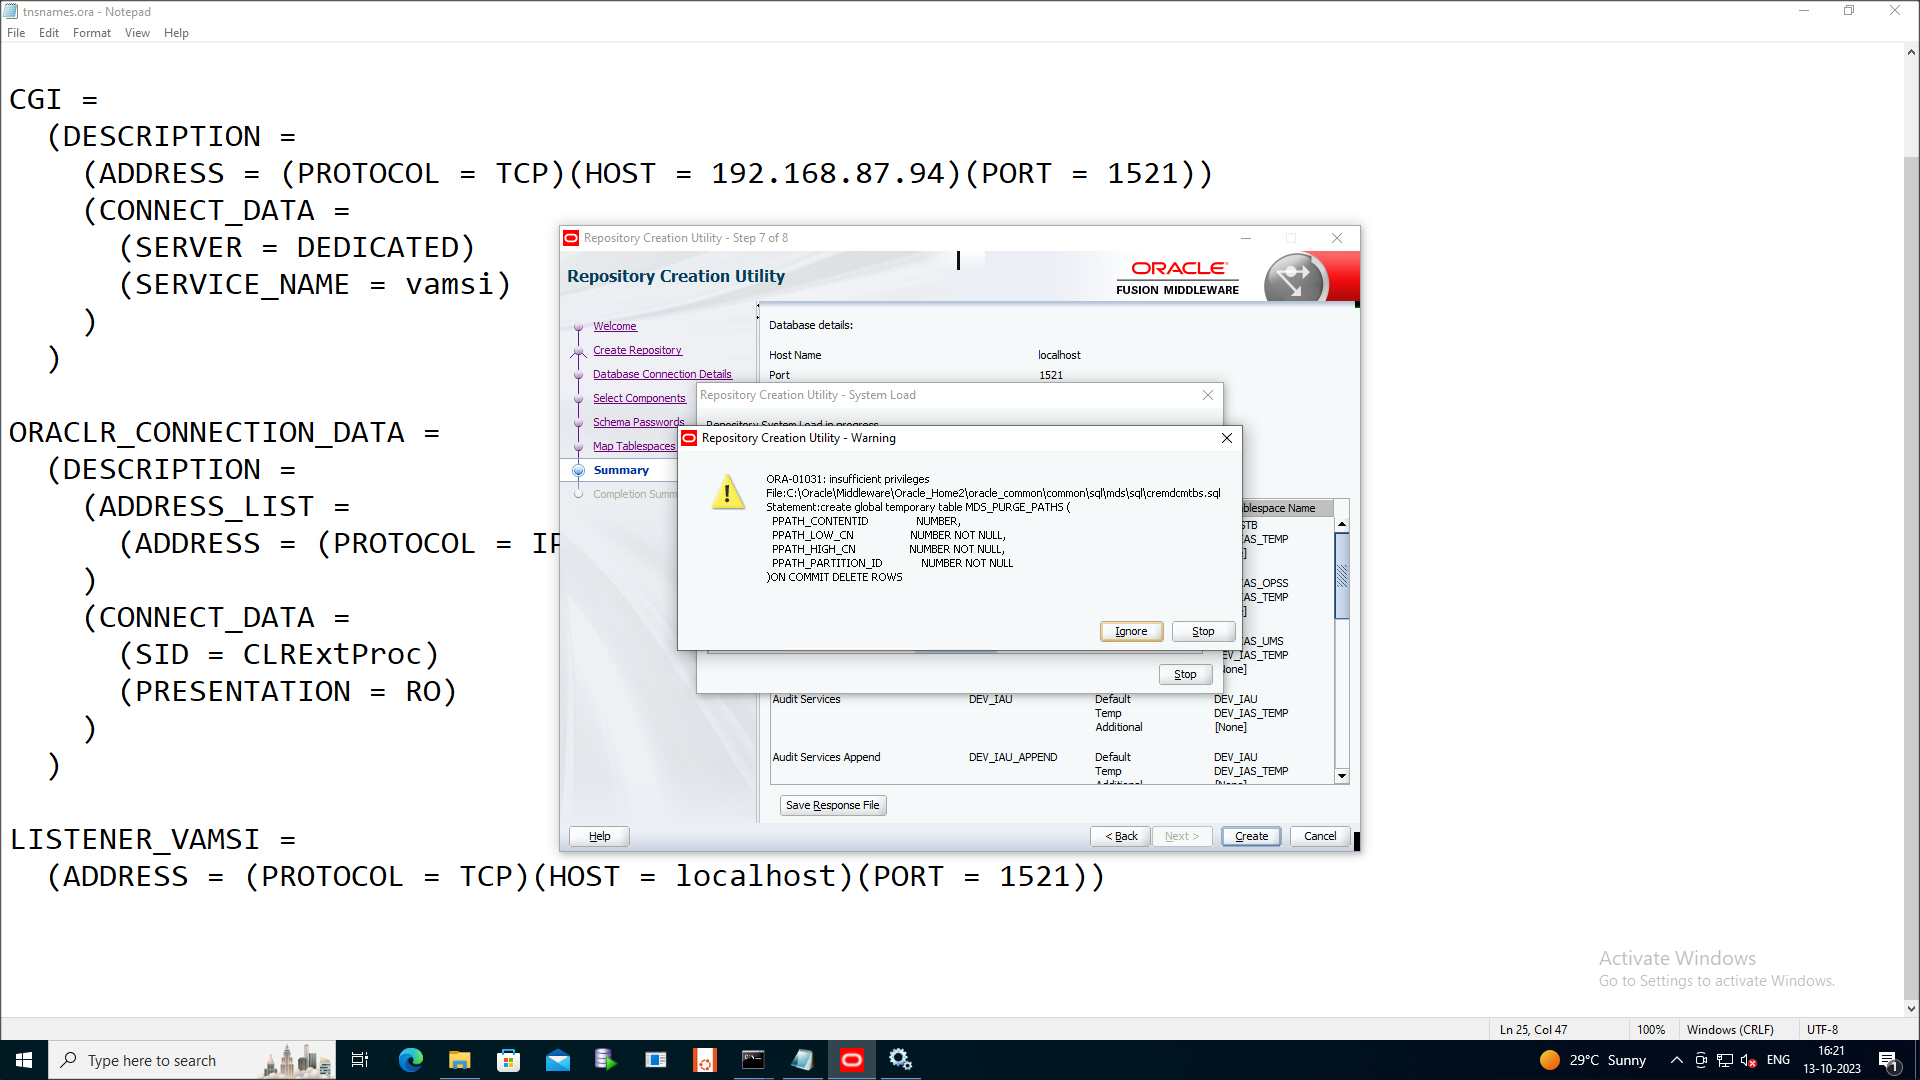 tnsnames.ora - Notepad
File Edit Format View Help
CGI =
(DESCRIPTION =
(ADDRESS = (PROTOCOL = TCP)(HOST = 192.168.87.94)(PORT = 1521))
(CONNECT_DATA =
(SERVER = DEDICATED)
(SERVICE_NAME = vamsi)
)
)
ORACLR_CONNECTION_DATA =
(DESCRIPTION =
(ADDRESS_LIST =
(ADDRESS = (PROTOCOL =
)
(CONNECT_DATA =
(SID = CLRExtProc)
(PRESENTATION = RO)
)
)
LISTENER_VAMSI =
(ADDRESS = (PROTOCOL = TCP)(HOST = localhost)(PORT = 1521))
Repository Creation Utility - Step 7 of 8
Repository Creation Utility
ORACLE
FUSION MIDDLEWARE
Welcome
Create Repository
Database Connection Details
Select Components
Schema Passwords
Map Tablespaces
Summary
Completion Summ
Database details:
Host Name localhost
Port 1521
Repository Creation Utility - System Load
Repository System Load in progress
Repository Creation Utility - Warning
ORA-01031: insufficient privileges
File:C:\Oracle\Middleware\Oracle_Home2\oracle_common\common\sql\mds\sql\cremdcmtbs.sql
Statement:create global temporary table MDS_PURGE_PATHS (
PPATH_CONTENTID NUMBER,
PPATH_LOW_CN NUMBER NOT NULL,
PPATH_HIGH_CN NUMBER NOT NULL,
PPATH_PARTITION_ID NUMBER NOT NULL
)ON COMMIT DELETE ROWS
Ignore Stop
Stop
blespace Name
STB
IAS_TEMP
]
IAS_OPSS
IAS_TEMP
]
IAS_UMS
EV_IAS_TEMP
None]
Audit Services DEV_IAU Default DEV_IAU
Temp DEV_IAS_TEMP
Additional [None]
Audit Services Append DEV_IAU_APPEND Default DEV_IAU
Temp DEV_IAS_TEMP
Additional [None]
Save Response File
Help < Back Next > Create Cancel
Activate Windows
Go to Settings to activate Windows.
Ln 25, Col 47 100% Windows (CRLF) UTF-8
Type here to search
29°C Sunny ENG 16:21
13-10-2023
1